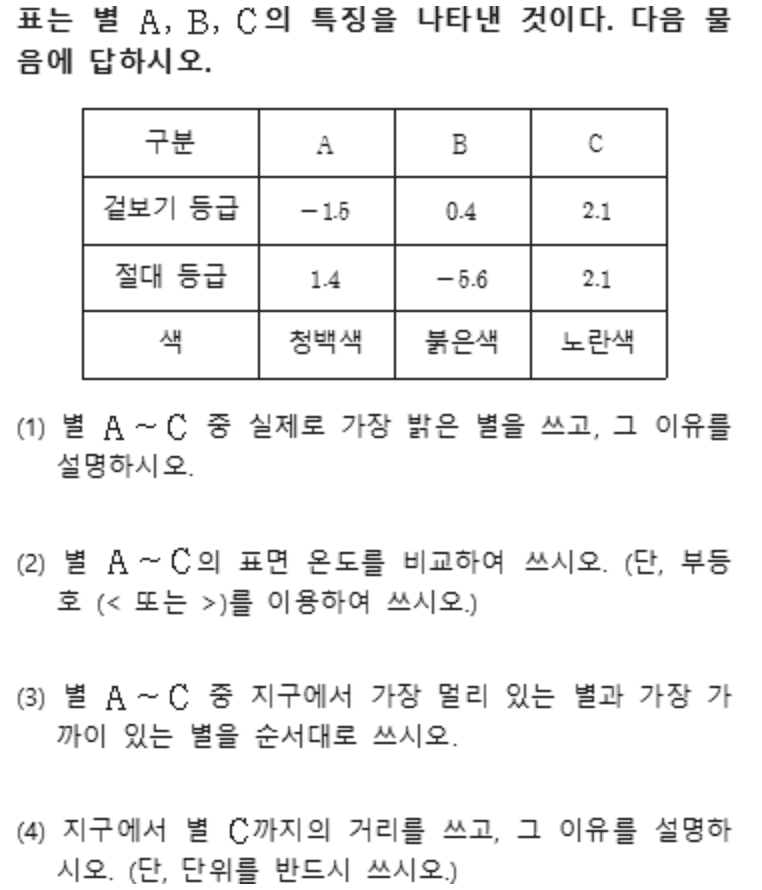 표는 별 A, B, C의 특징을 나타낸 것이다. 다음 물
음에 답하시오.
구분 A B C
겉보기 등급 －1.5 0.4 2.1
절대 등급 1.4 －5.6 2.1
색 청백색 붉은색 노란색
(1) 별 A ~ C 중 실제로 가장 밝은 별을 쓰고, 그 이유를
설명하시오.
(2) 별 A ~ C의 표면 온도를 비교하여 쓰시오. (단, 부등
호 (< 또는 >)를 이용하여 쓰시오.)
(3) 별 A ~ C 중 지구에서 가장 멀리 있는 별과 가장 가
까이 있는 별을 순서대로 쓰시오.
(4) 지구에서 별 C까지의 거리를 쓰고, 그 이유를 설명하
시오. (단, 단위를 반드시 쓰시오.)